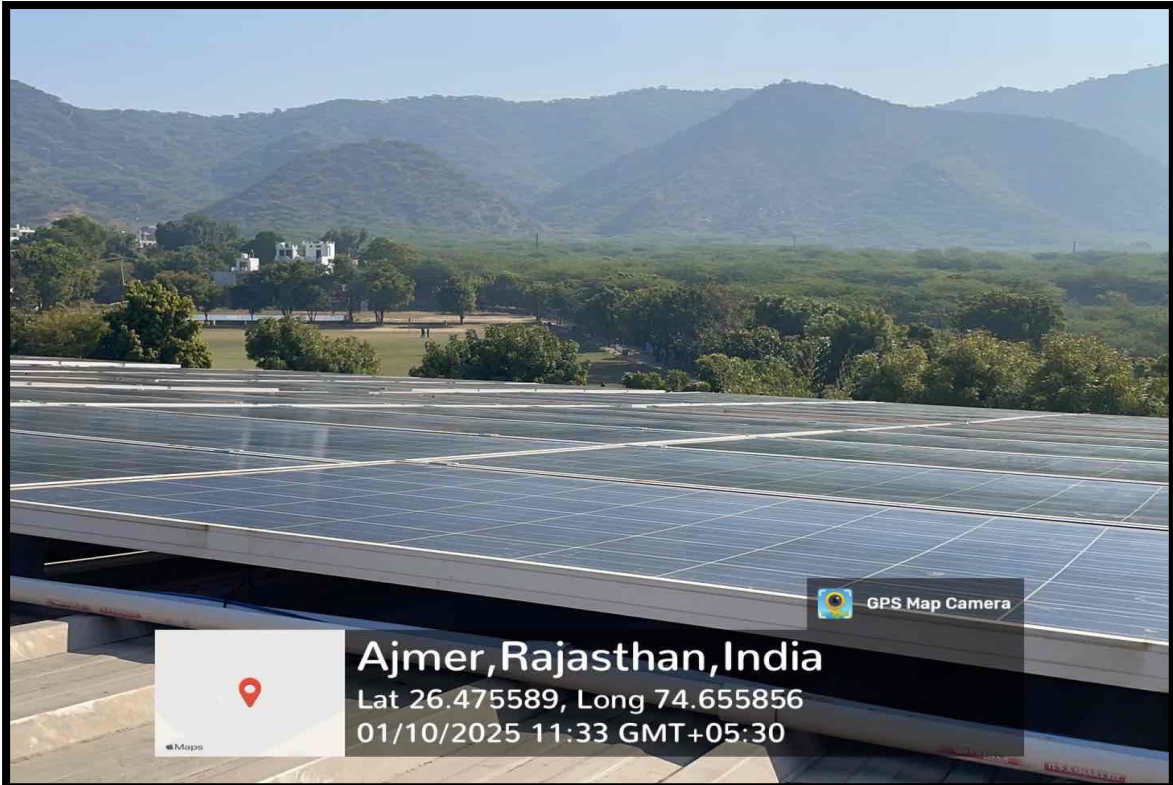 GPS Map Camera
Ajmer,Rajasthan,India
Lat 26.475589, Long 74.655856
01/10/2025 11:33 GMT+05:30
Maps